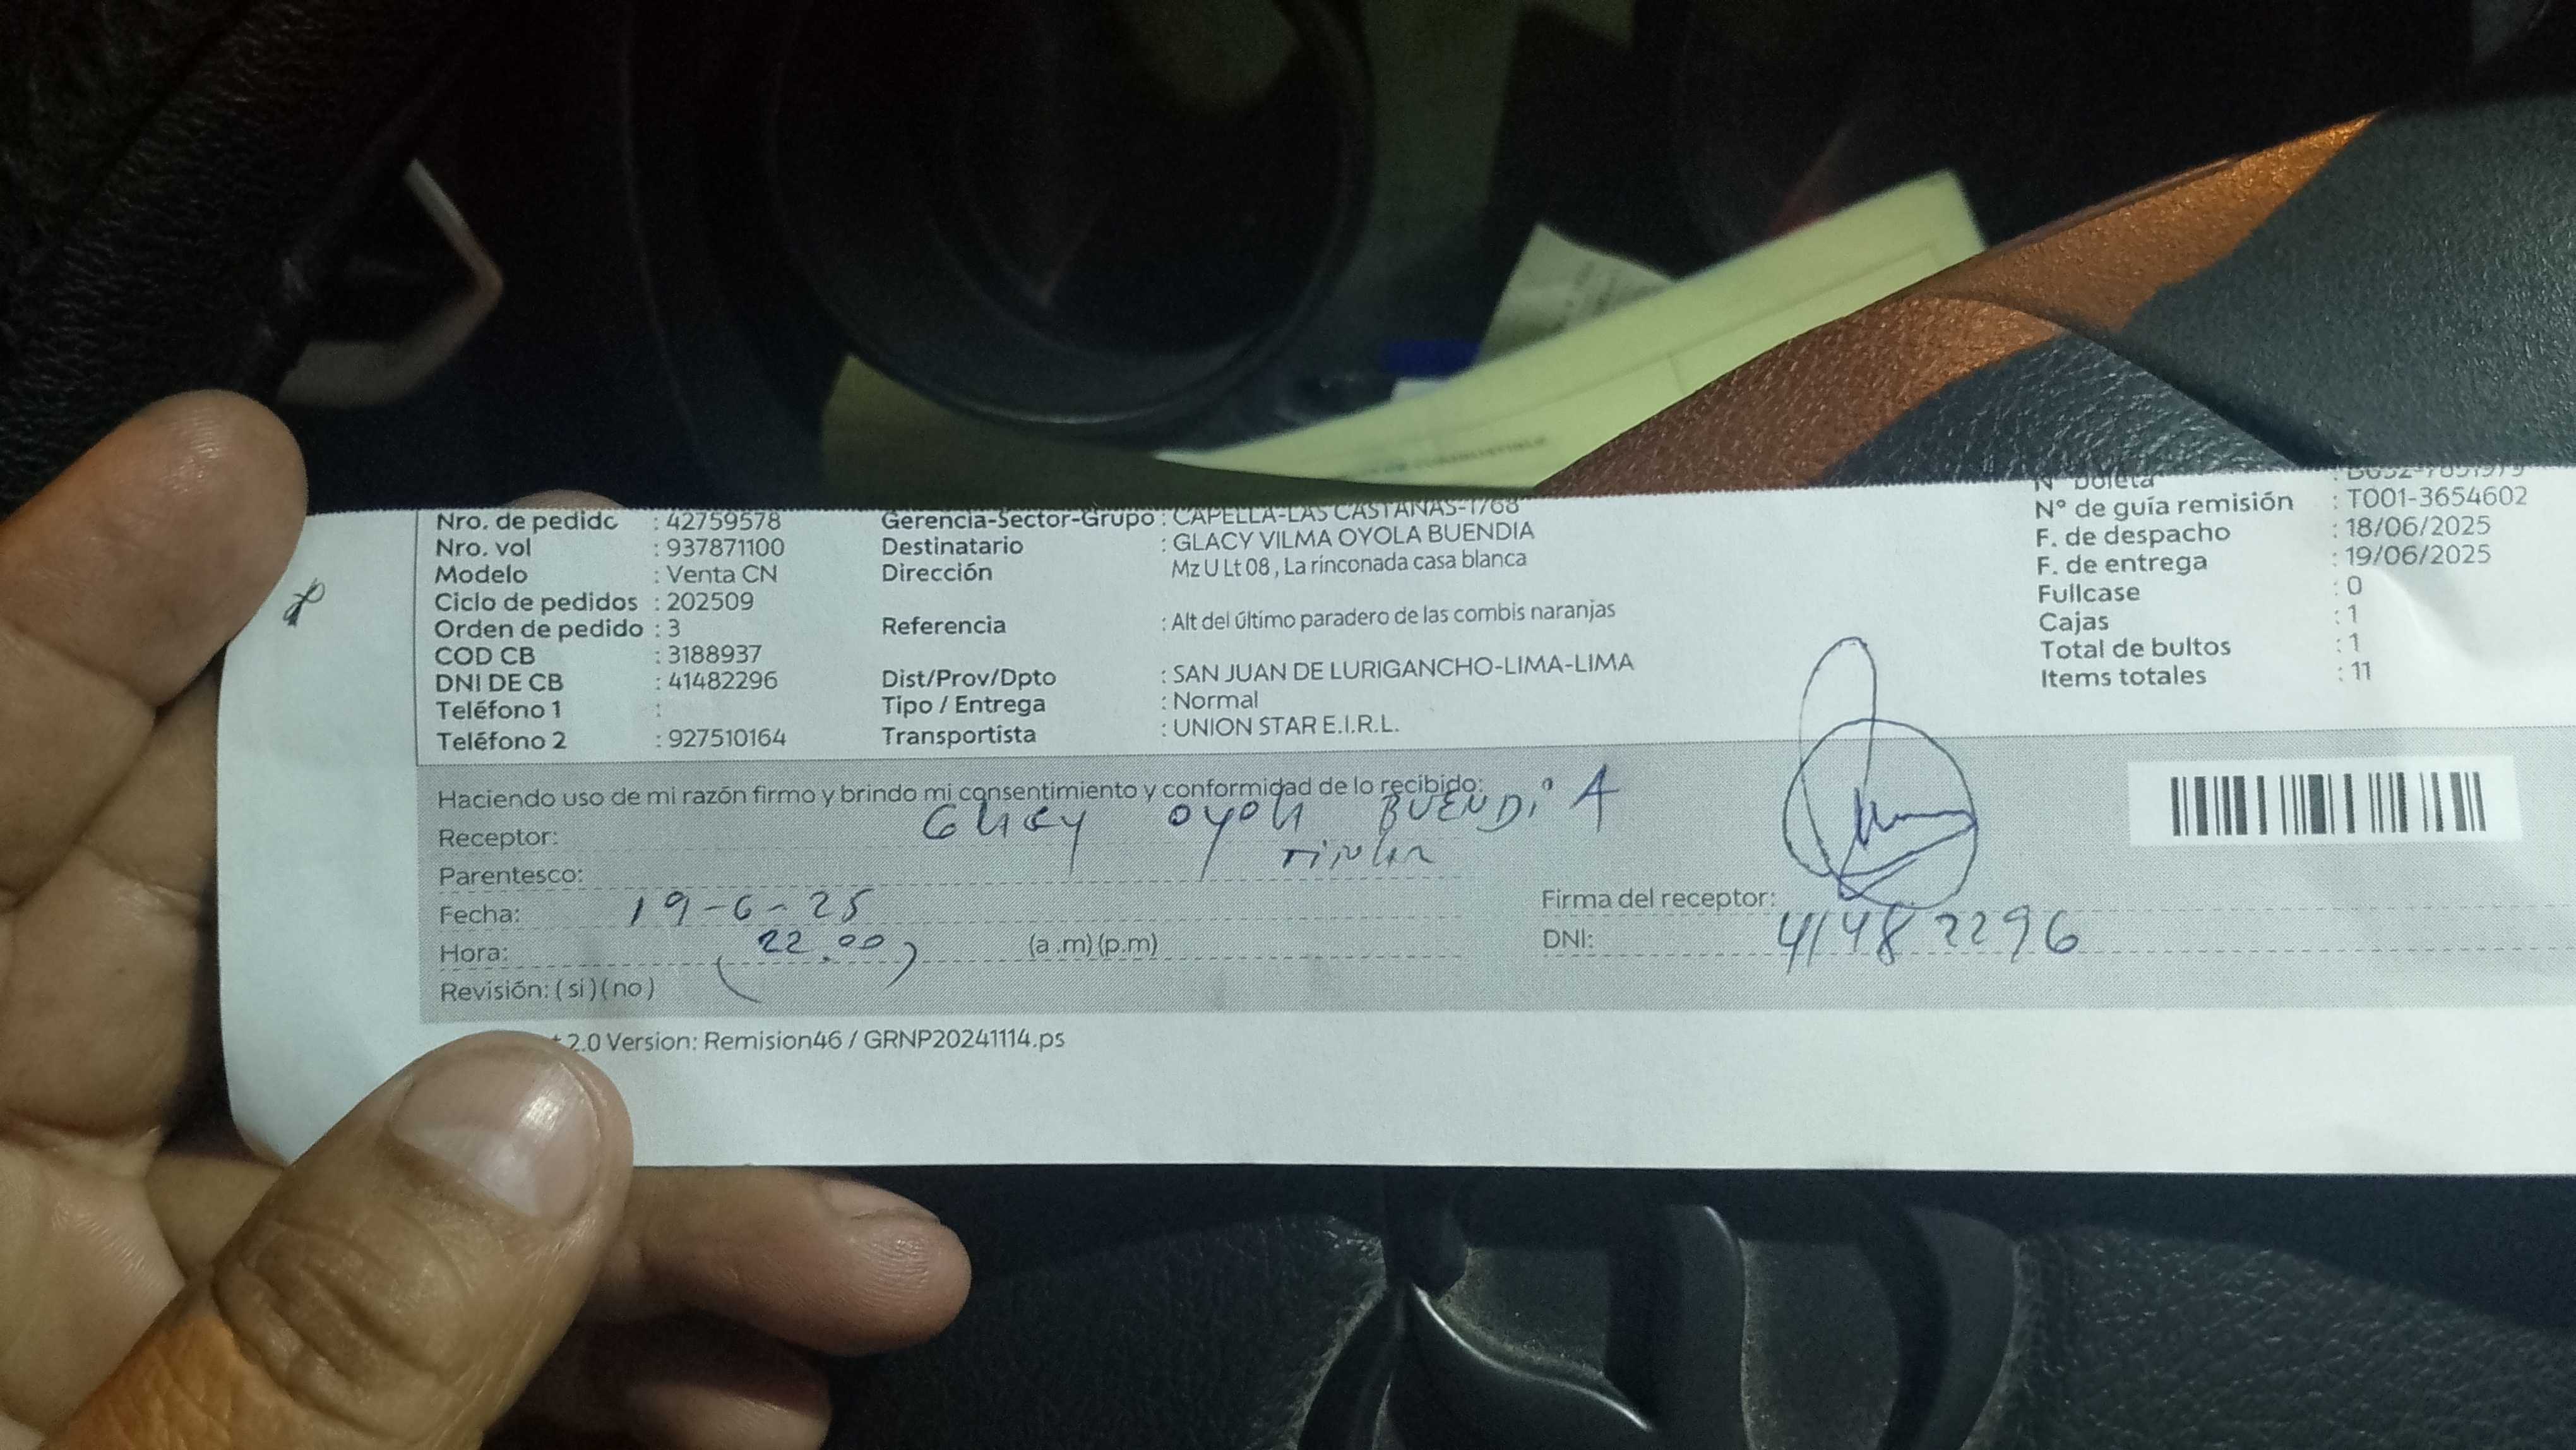 Nro. de pedido : 42759578
Nro. vol : 937871100
Modelo : Venta CN
Ciclo de pedidos : 202509
Orden de pedido : 3
COD CB : 3188937
DNI DE CB : 41482296
Teléfono 1 :
Teléfono 2 : 927510164
Gerencia-Sector-Grupo : CAPELLA-LAS CASTAÑAS-1768
Destinatario : GLACY VILMA OYOLA BUENDIA
Dirección Mz U Lt 08 , La rinconada casa blanca
Referencia : Alt del último paradero de las combis naranjas
Dist/Prov/Dpto : SAN JUAN DE LURIGANCHO-LIMA-LIMA
Tipo / Entrega : Normal
Transportista : UNION STAR E.I.R.L.
N° boleta
N° de guía remisión : T001-3654602
F. de despacho : 18/06/2025
F. de entrega : 19/06/2025
Fullcase : 0
Cajas : 1
Total de bultos : 1
Items totales : 11
Haciendo uso de mi razón firmo y brindo mi consentimiento y conformidad de lo recibido:
Receptor: Glacy Oyola BUENDiA
Parentesco: Titular
Fecha: 19-6-25
Hora: 22.00 (a .m) (p.m)
Revisión: ( si ) ( no )
Firma del receptor:
DNI: 41482296
2.0 Version: Remision46 / GRNP20241114.ps